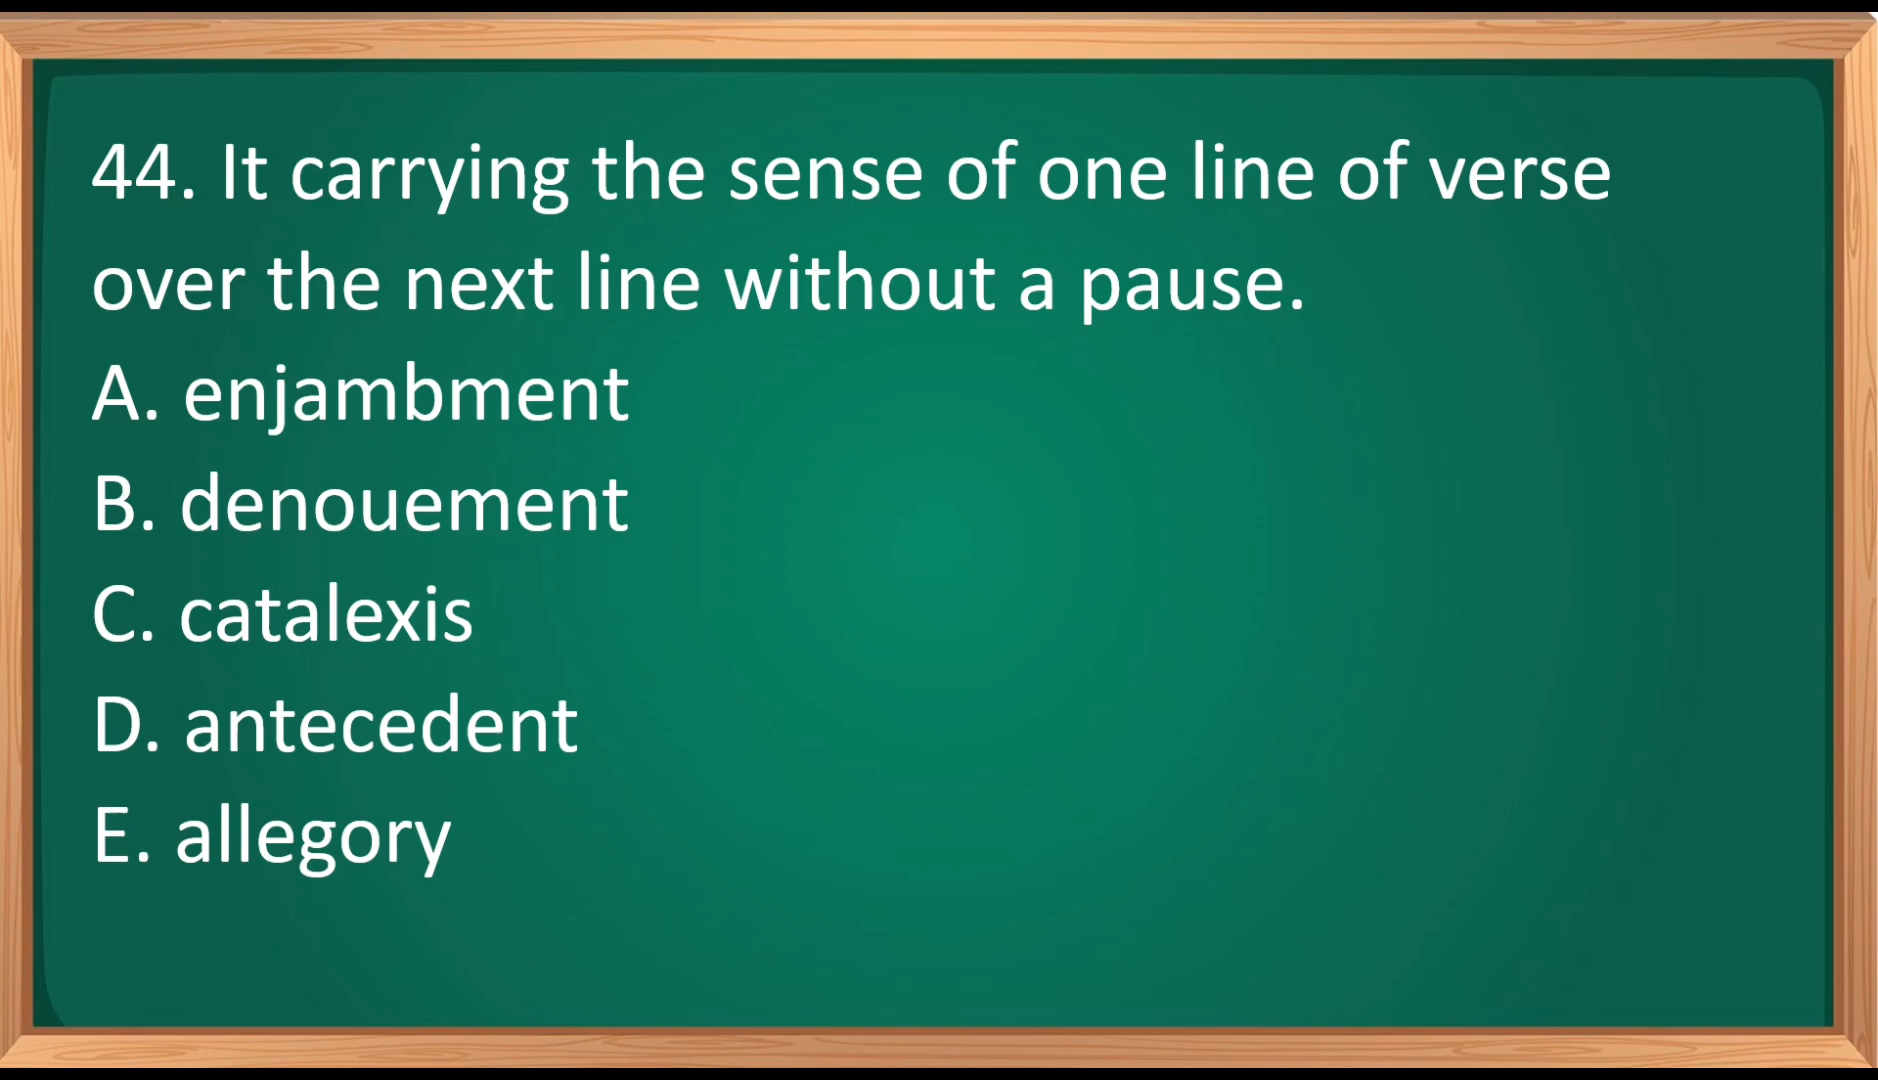 44. It carrying the sense of one line of verse
over the next line without a pause.
A. enjambment
B. denouement
C. catalexis
D. antecedent
E. allegory